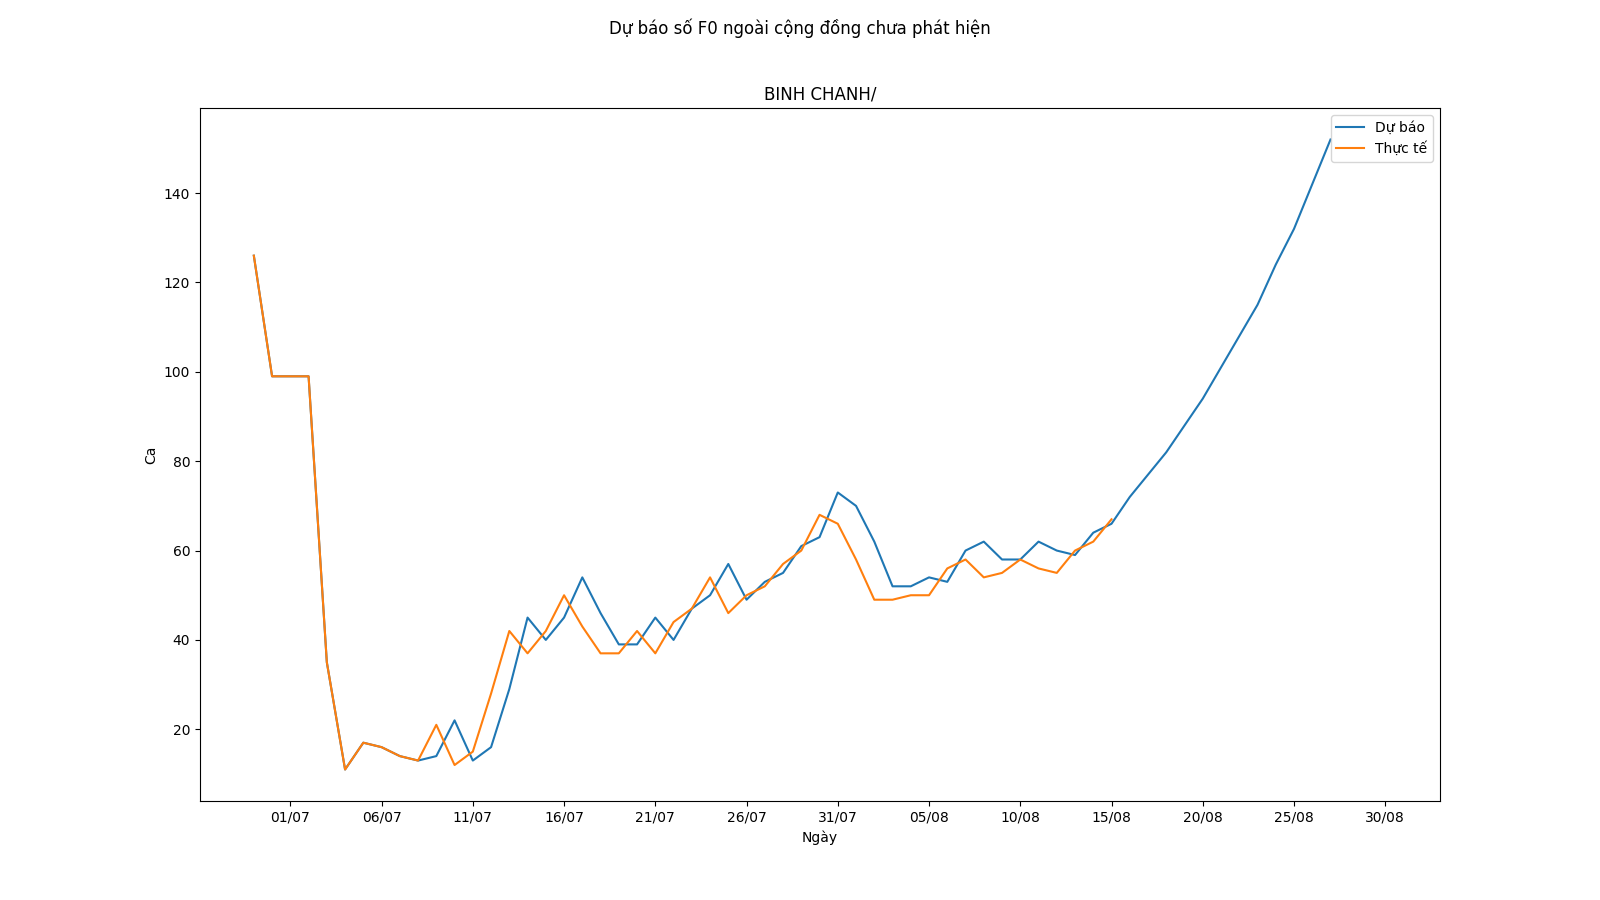 Dự báo số F0 ngoài cộng đồng chưa phát hiện
BINH CHANH/
Dự báo
Thực tế
140
120
100
80
60
40
20
Ca
01/07 06/07 11/07 16/07 21/07 26/07 31/07 05/08 10/08 15/08 20/08 25/08 30/08
Ngày